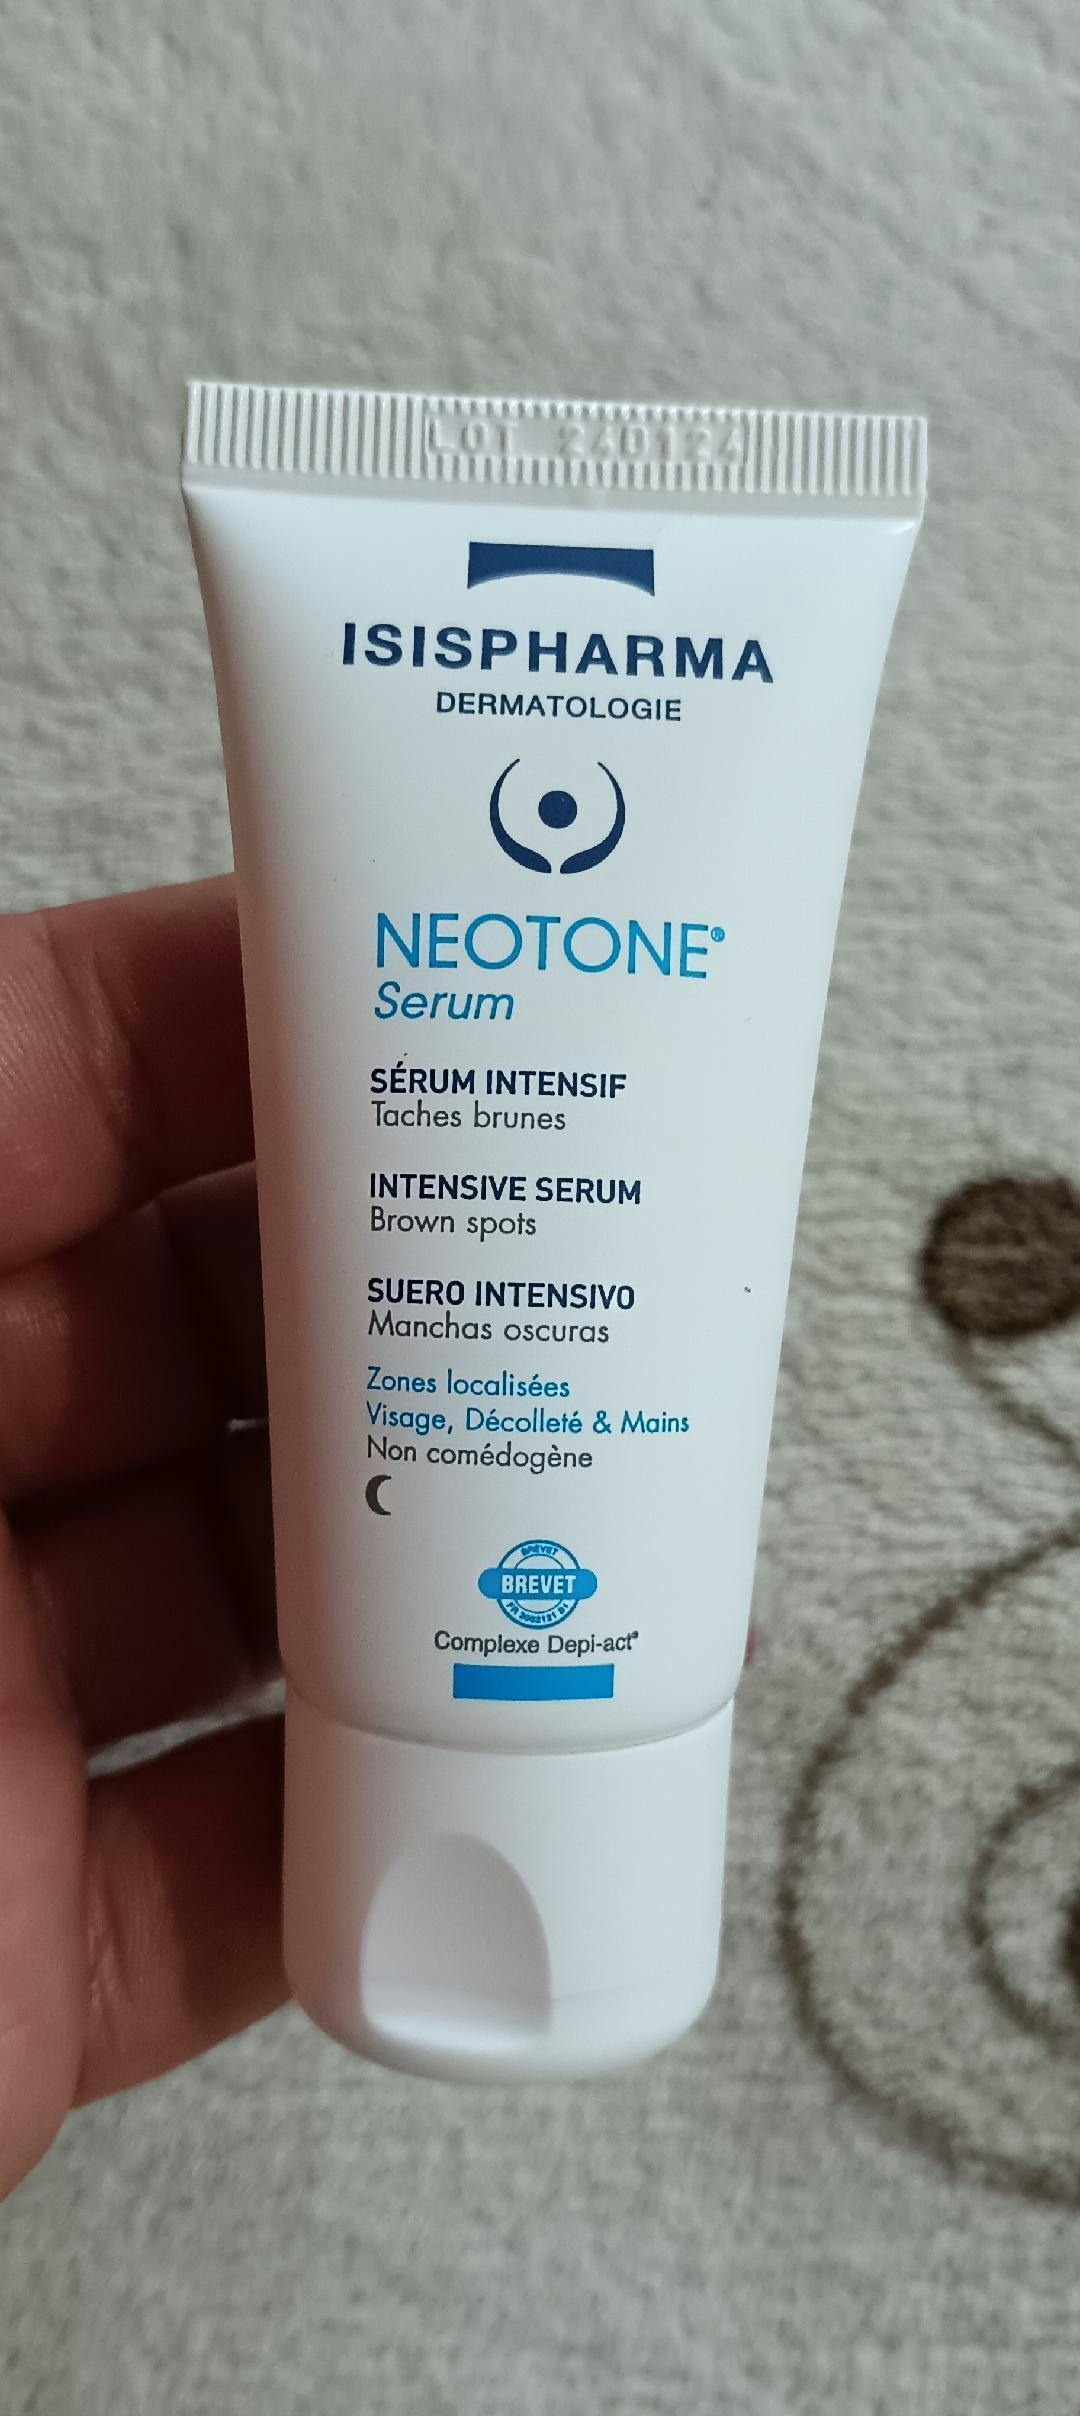 LOT 240124
ISISPHARMA
DERMATOLOGIE
NEOTONE®
Serum
SÉRUM INTENSIF
Taches brunes
INTENSIVE SERUM
Brown spots
SUERO INTENSIVO
Manchas oscuras
Zones localisées
Visage, Décolleté & Mains
Non comédogène
BREVET
BREVET
Complexe Depi-act®